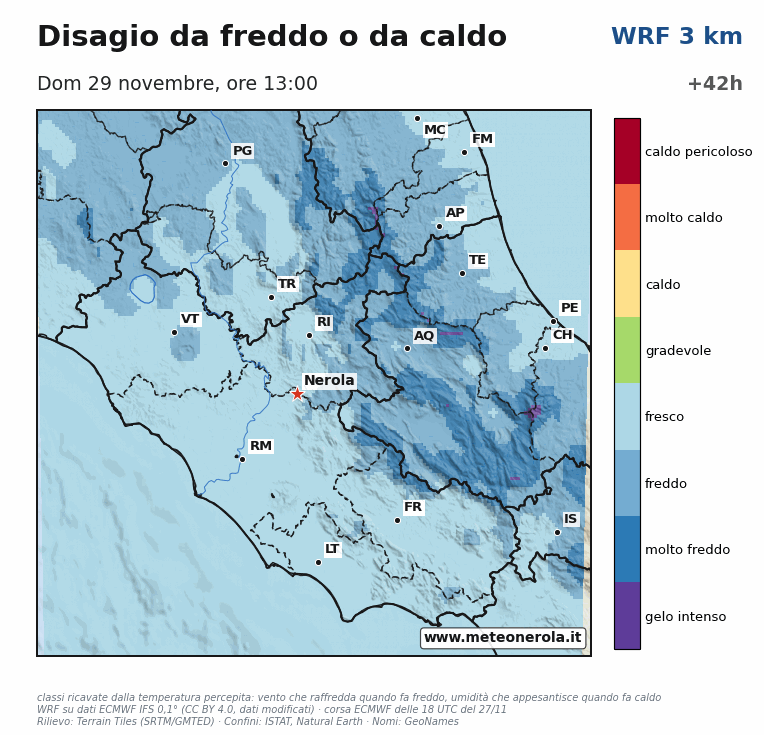 Disagio da freddo o da caldo
WRF 3 km
Dom 29 novembre, ore 13:00
+42h
MC
FM
PG
AP
TE
TR
PE
VT
RI
AQ
CH
Nerola
RM
FR
IS
LT
www.meteonerola.it
caldo pericoloso
molto caldo
caldo
gradevole
fresco
freddo
molto freddo
gelo intenso
classi ricavate dalla temperatura percepita: vento che raffredda quando fa freddo, umidità che appesantisce quando fa caldo
WRF su dati ECMWF IFS 0,1° (CC BY 4.0, dati modificati) · corsa ECMWF delle 18 UTC del 27/11
Rilievo: Terrain Tiles (SRTM/GMTED) · Confini: ISTAT, Natural Earth · Nomi: GeoNames